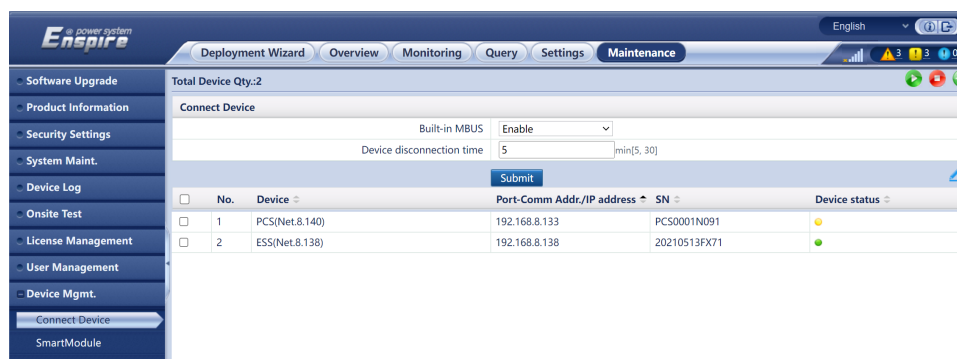 e power system
Enspire
English
Deployment Wizard Overview Monitoring Query Settings Maintenance
3 3 0
Software Upgrade
Product Information
Security Settings
System Maint.
Device Log
Onsite Test
License Management
User Management
Device Mgmt.
Connect Device
SmartModule
Total Device Qty.:2
Connect Device
Built-in MBUS Enable
Device disconnection time 5 min[5, 30]
Submit
No. Device Port-Comm Addr./IP address SN Device status
1 PCS(Net.8.140) 192.168.8.133 PCS0001N091
2 ESS(Net.8.138) 192.168.8.138 20210513FX71